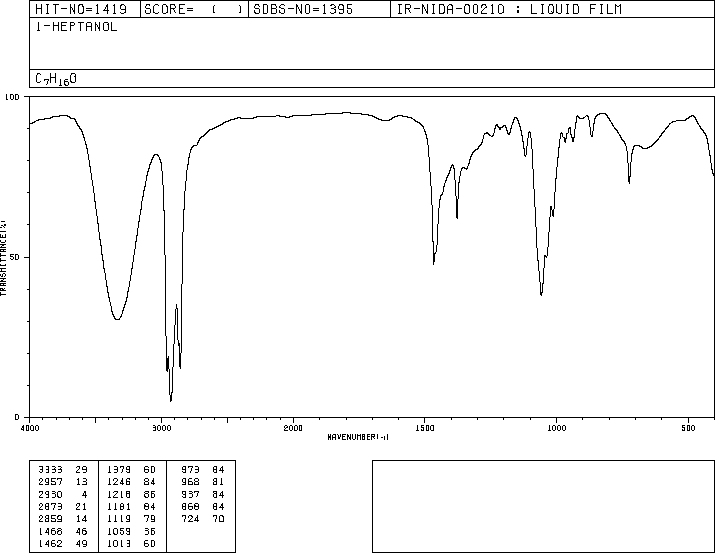 HIT-NO=1419 SCORE= ( ) SDBS-NO=1395 IR-NIDA-00210 : LIQUID FILM
1-HEPTANOL
C7H16O
100
50
0
TRANSMITTANCE(%)
4000 3000 2000 1500 1000 500
WAVENUMBER(-1)
3333 29 1379 60 973 84
2957 13 1246 84 968 81
2930 4 1218 86 937 84
2873 21 1181 84 868 84
2859 14 1119 79 724 70
1468 46 1059 36
1462 49 1013 60